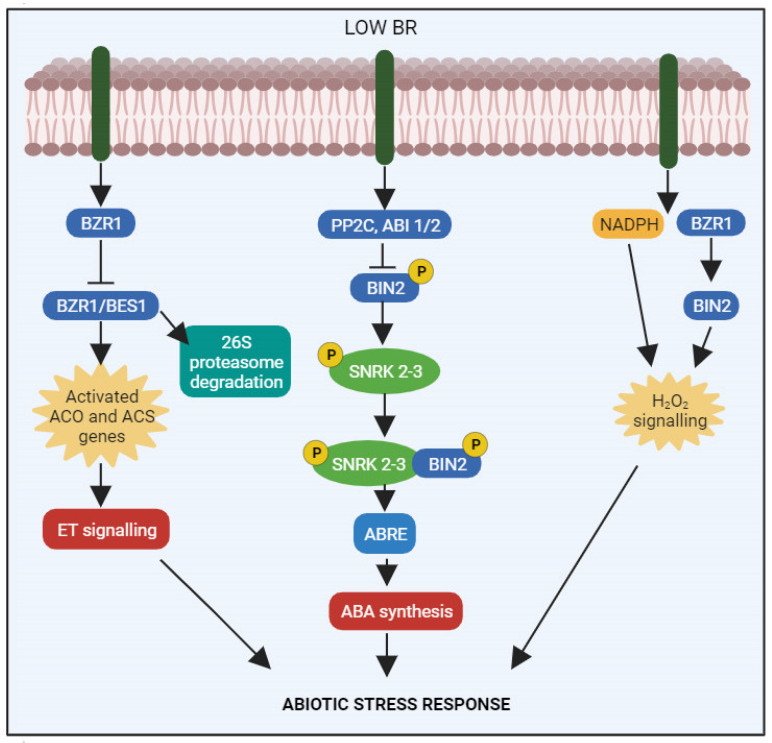 LOW BR
BZR1
BZR1/BES1
26S
proteasome
degradation
Activated
ACO and ACS
genes
ET signalling
PP2C, ABI 1/2
P
BIN2
P
SNRK 2-3
P
SNRK 2-3
P
BIN2
ABRE
ABA synthesis
NADPH
BZR1
BIN2
H₂O₂
signalling
ABIOTIC STRESS RESPONSE